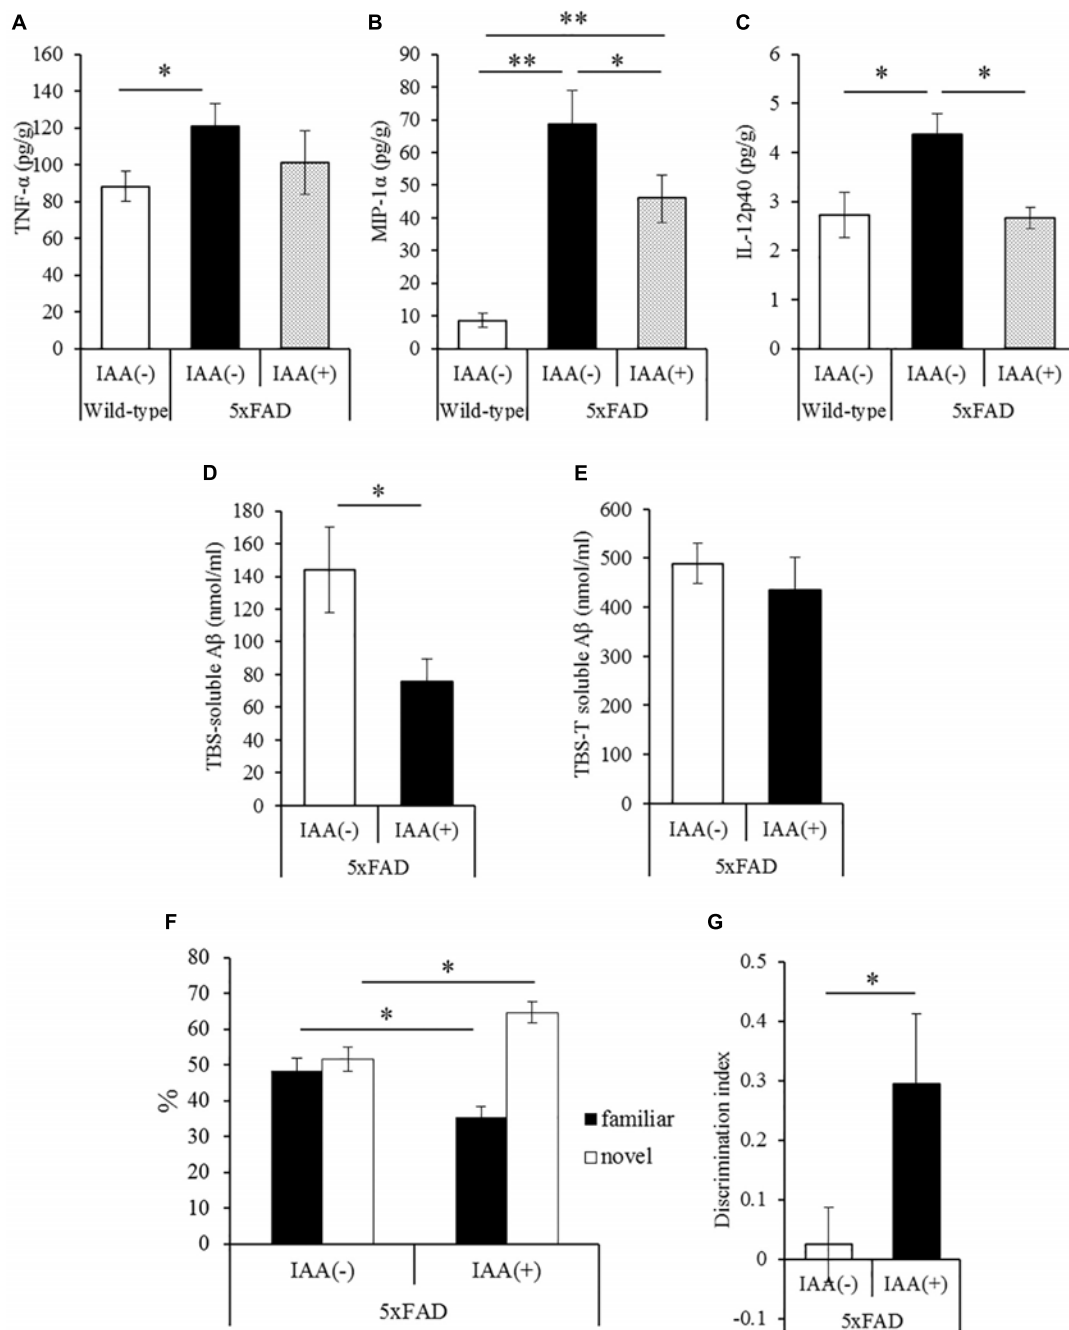 A
B
C
*
**
**
*
*
*
TNF-α (pg/g)
160
140
120
100
80
60
40
20
0
IAA(-)
IAA(-)
IAA(+)
Wild-type
5xFAD
MIP-1α (pg/g)
90
80
70
60
50
40
30
20
10
0
IAA(-)
IAA(-)
IAA(+)
Wild-type
5xFAD
IL-12p40 (pg/g)
6
5
4
3
2
1
0
IAA(-)
IAA(-)
IAA(+)
Wild-type
5xFAD
D
*
TBS-soluble Aβ (nmol/ml)
180
160
140
120
100
80
60
40
20
0
IAA(-)
IAA(+)
5xFAD
E
TBS-T soluble Aβ (nmol/ml)
600
500
400
300
200
100
0
IAA(-)
IAA(+)
5xFAD
F
*
*
%
80
70
60
50
40
30
20
10
0
IAA(-)
IAA(+)
5xFAD
familiar
novel
G
*
Discrimination index
0.5
0.4
0.3
0.2
0.1
0
-0.1
IAA(-)
IAA(+)
5xFAD